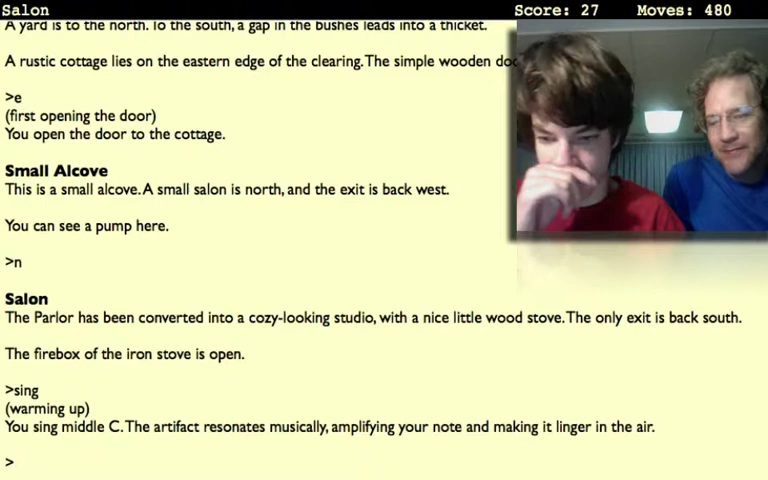 Salon Score: 27 Moves: 480
A yard is to the north. To the south, a gap in the bushes leads into a thicket.
A rustic cottage lies on the eastern edge of the clearing. The simple wooden
>e
(first opening the door)
You open the door to the cottage.
Small Alcove
This is a small alcove. A small salon is north, and the exit is back west.
You can see a pump here.
>n
Salon
The Parlor has been converted into a cozy-looking studio, with a nice little wood stove. The only exit is back south.
The firebox of the iron stove is open.
>sing
(warming up)
You sing middle C. The artifact resonates musically, amplifying your note and making it linger in the air.
>